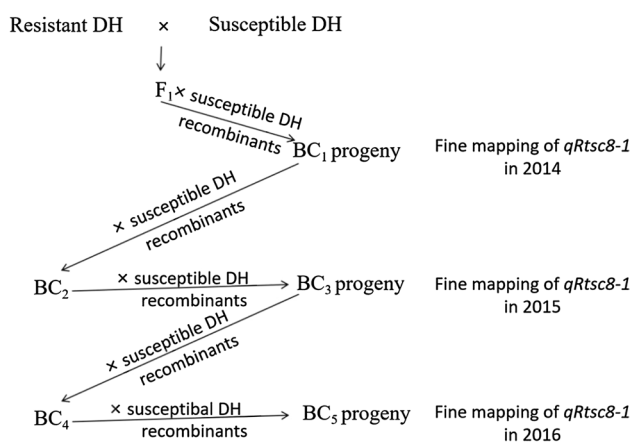 Resistant DH × Susceptible DH
F1 × susceptible DH
recombinants
BC1 progeny
Fine mapping of qRtsc8-1
in 2014
× susceptible DH
recombinants
BC2
× susceptible DH
recombinants
BC3 progeny
Fine mapping of qRtsc8-1
in 2015
× susceptible DH
recombinants
BC4
× susceptibal DH
recombinants
BC5 progeny
Fine mapping of qRtsc8-1
in 2016